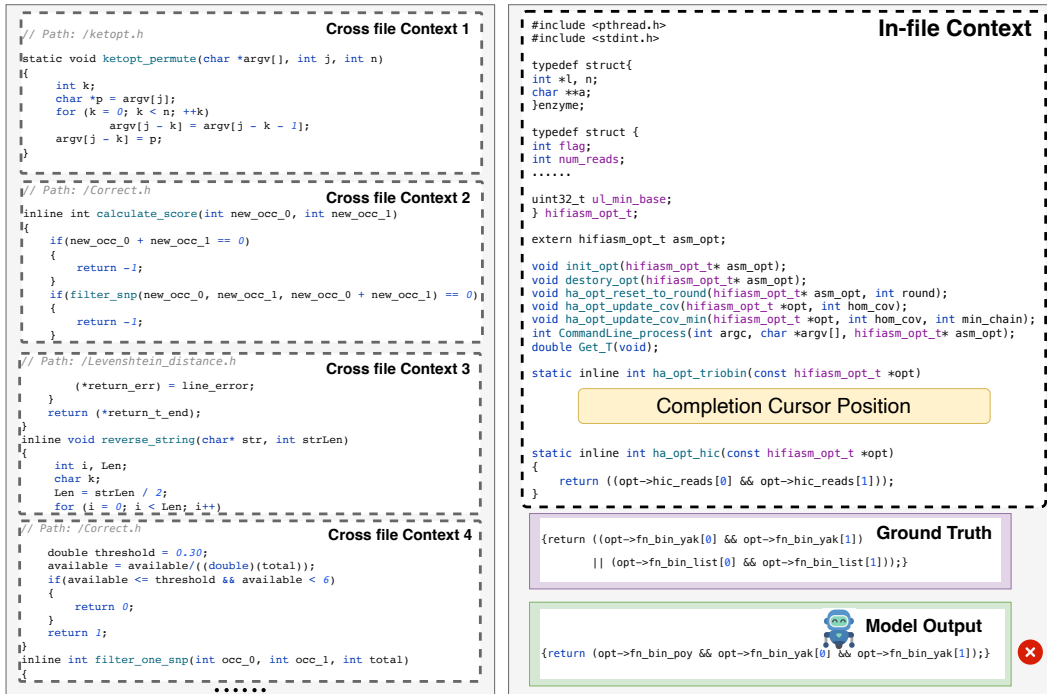 Cross file Context 1
// Path: /ketopt.h
static void ketopt_permute(char *argv[], int j, int n)
{
int k;
char *p = argv[j];
for (k = 0; k < n; ++k)
argv[j - k] = argv[j - k - 1];
argv[j - k] = p;
}
// Path: /Correct.h
Cross file Context 2
inline int calculate_score(int new_occ_0, int new_occ_1)
{
if(new_occ_0 + new_occ_1 == 0)
{
return -1;
}
if(filter_snp(new_occ_0, new_occ_1, new_occ_0 + new_occ_1) == 0)
{
return -1;
}
// Path: /Levenshtein_distance.h
Cross file Context 3
(*return_err) = line_error;
}
return (*return_t_end);
}
inline void reverse_string(char* str, int strLen)
{
int i, Len;
char k;
Len = strLen / 2;
for (i = 0; i < Len; i++)
// Path: /Correct.h
Cross file Context 4
double threshold = 0.30;
available = available/((double)(total));
if(available <= threshold && available < 6)
{
return 0;
}
return 1;
}
inline int filter_one_snp(int occ_0, int occ_1, int total)
{
......
In-file Context
#include <pthread.h>
#include <stdint.h>
typedef struct{
int *l, n;
char **a;
}enzyme;
typedef struct {
int flag;
int num_reads;
......
uint32_t ul_min_base;
} hifiasm_opt_t;
extern hifiasm_opt_t asm_opt;
void init_opt(hifiasm_opt_t* asm_opt);
void destory_opt(hifiasm_opt_t* asm_opt);
void ha_opt_reset_to_round(hifiasm_opt_t* asm_opt, int round);
void ha_opt_update_cov(hifiasm_opt_t *opt, int hom_cov);
void ha_opt_update_cov_min(hifiasm_opt_t *opt, int hom_cov, int min_chain);
int CommandLine_process(int argc, char *argv[], hifiasm_opt_t* asm_opt);
double Get_T(void);
static inline int ha_opt_triobin(const hifiasm_opt_t *opt)
Completion Cursor Position
static inline int ha_opt_hic(const hifiasm_opt_t *opt)
{
return ((opt->hic_reads[0] && opt->hic_reads[1]));
}
Ground Truth
{return ((opt->fn_bin_yak[0] && opt->fn_bin_yak[1])
|| (opt->fn_bin_list[0] && opt->fn_bin_list[1]));}
Model Output
{return (opt->fn_bin_poy && opt->fn_bin_yak[0] && opt->fn_bin_yak[1]);}